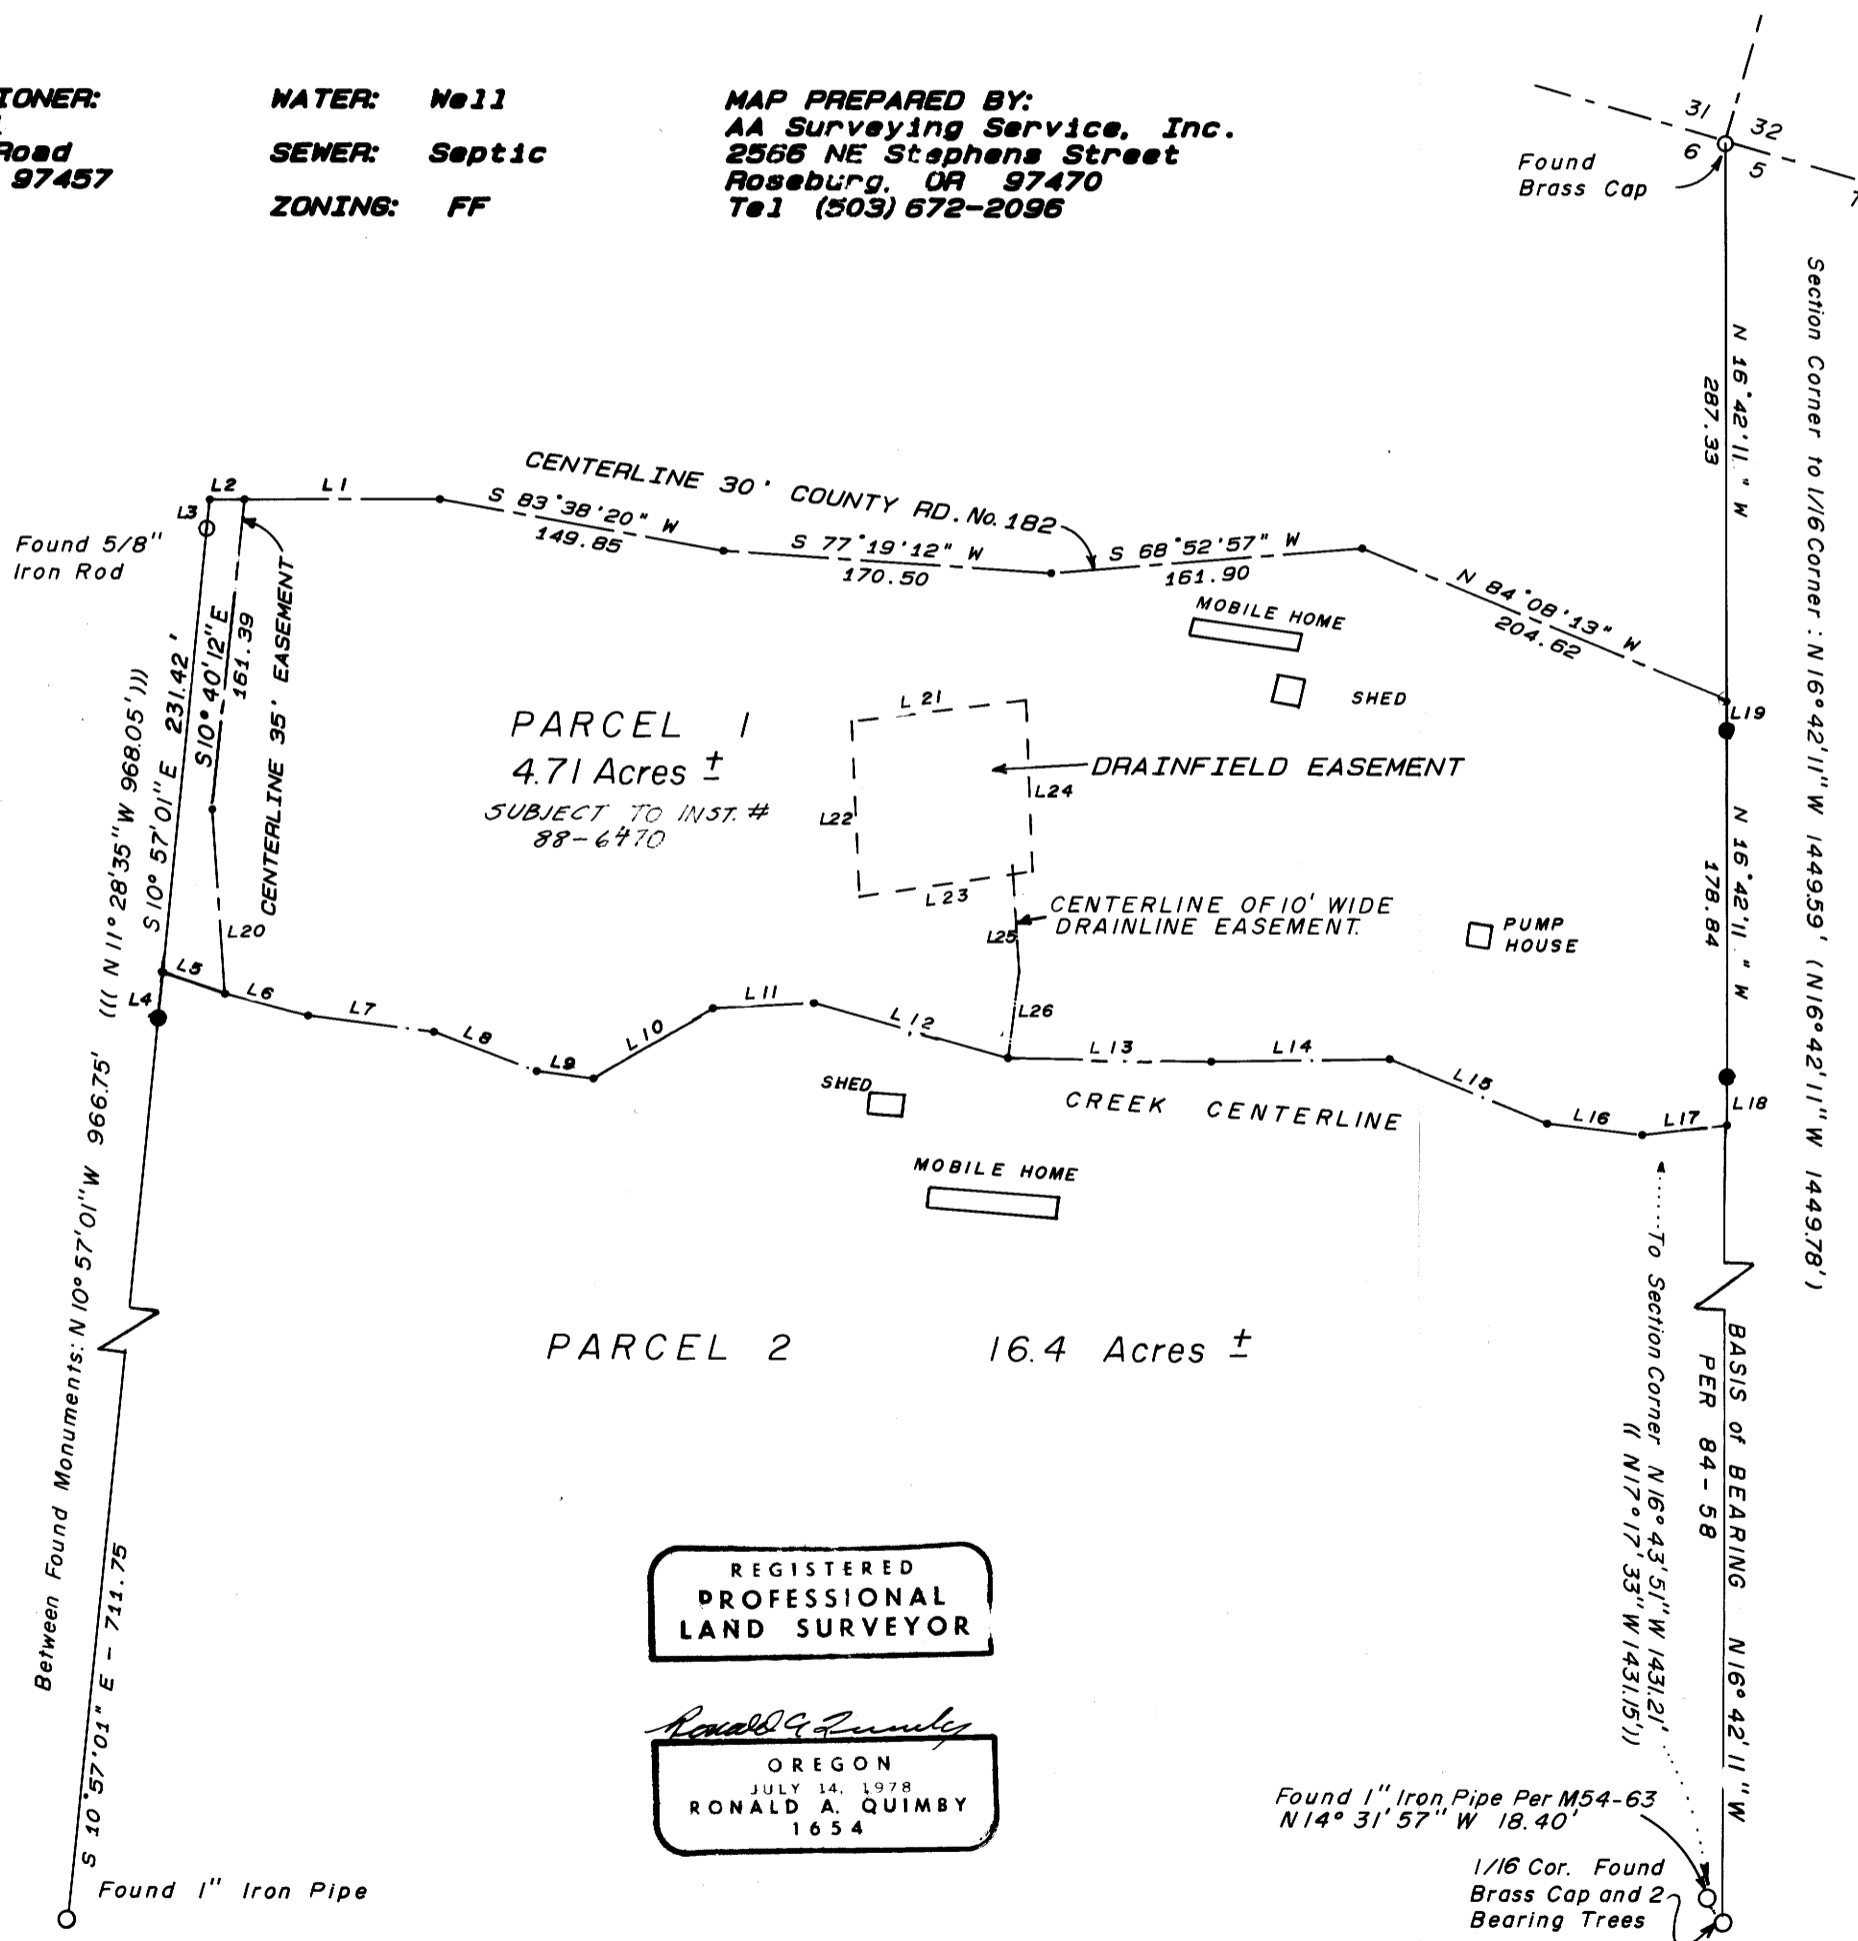 TIONER:
Road
97457
WATER: Well
SEWER: Septic
ZONING: FF
MAP PREPARED BY:
AA Surveying Service, Inc.
2566 NE Stephens Street
Roseburg, OR 97470
Tel (503) 672-2096
31
32
6
5
Found
Brass Cap
N 16°42'11" W
287.33
Section Corner to 1/16 Corner : N 16° 42' 11" W 1449.59' (N16° 42' 11" W 1449.78')
L2
L1
L3
Found 5/8"
Iron Rod
CENTERLINE 30' COUNTY RD. No. 182
S 83°38'20" W
149.85
S 77°19'12" W
170.50
S 68°52'57" W
161.90
N 84°08'13" W
204.62
MOBILE HOME
SHED
L19
S10°40'12"E
161.39
CENTERLINE 35' EASEMENT
S 10° 57' 01" E 231.42'
((( N 11° 28' 35" W 968.05' )))
PARCEL 1
4.71 Acres ±
SUBJECT TO INST. #
88-6470
L 21
L22
L24
L23
DRAINFIELD EASEMENT
CENTERLINE OF 10' WIDE
DRAINLINE EASEMENT.
L25
L26
PUMP
HOUSE
N 16°42'11" W
178.84
L20
L5
L4
L6
L7
L8
L9
L10
L11
L12
L13
L14
L15
L16
L17
L18
SHED
CREEK CENTERLINE
MOBILE HOME
PARCEL 2 16.4 Acres ±
Between Found Monuments: N 10° 57' 01" W 966.75'
S 10°57'01" E - 711.75
Found 1" Iron Pipe
To Section Corner N 16° 43' 51" W 1431.21'
(( N17° 17' 33" W 1431.15'))
BASIS of BEARING N16° 42' 11" W
PER 84-58
REGISTERED
PROFESSIONAL
LAND SURVEYOR
Ronald A Quimby
OREGON
JULY 14, 1978
RONALD A. QUIMBY
1654
Found 1" Iron Pipe Per M54-63
N14° 31' 57" W 18.40'
1/16 Cor. Found
Brass Cap and 2
Bearing Trees